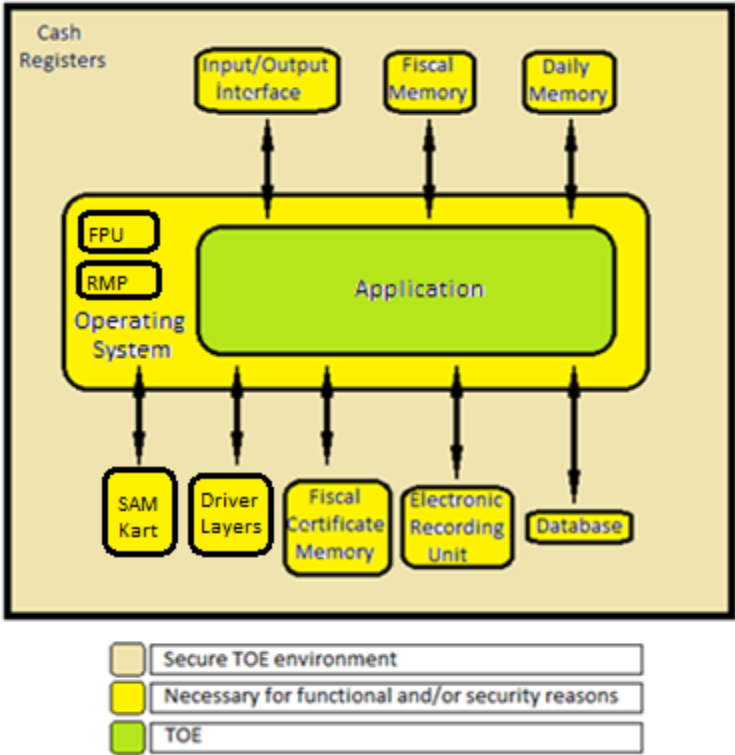 Cash
Registers
Input/Output
İnterface
Fiscal
Memory
Daily
Memory
FPU
RMP
Operating
System
Application
SAM
Kart
Driver
Layers
Fiscal
Certificate
Memory
Electronic
Recording
Unit
Database
Secure TOE environment
Necessary for functional and/or security reasons
TOE